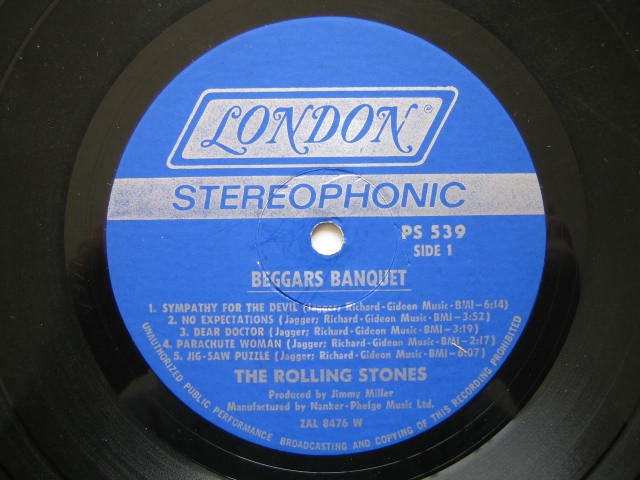 LONDON ®
STEREOPHONIC
PS 539
SIDE 1
BEGGARS BANQUET
1. SYMPATHY FOR THE DEVIL (Jagger; Richard-Gideon Music-BMI-6:14)
2. NO EXPECTATIONS (Jagger; Richard-Gideon Music-BMI-3:52)
3. DEAR DOCTOR (Jagger; Richard-Gideon Music-BMI-3:19)
4. PARACHUTE WOMAN (Jagger; Richard-Gideon Music-BMI-2:17)
5. JIG-SAW PUZZLE (Jagger; Richard-Gideon Music-BMI-6:07)
THE ROLLING STONES
Produced by Jimmy Miller
Manufactured by Nanker-Phelge Music Ltd.
ZAL 8476 W
UNAUTHORIZED PUBLIC PERFORMANCE BROADCASTING AND COPYING OF THIS RECORDING PROHIBITED